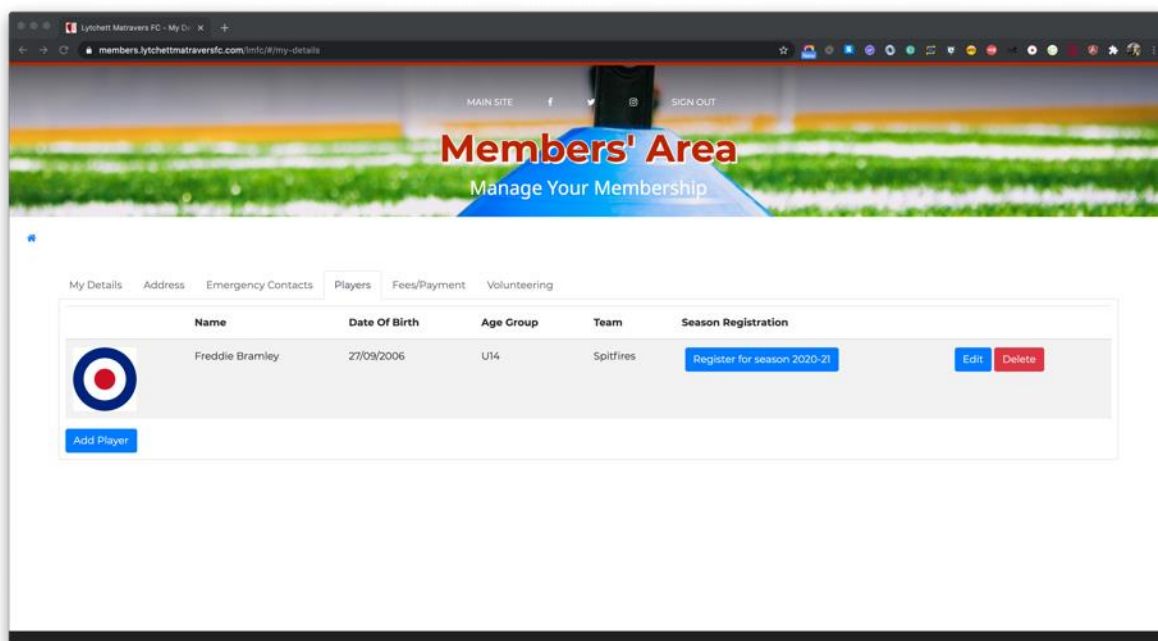 Lytchett Matravers FC - My De
members.lytchettmatraversfc.com/lmfc/#/my-details
MAIN SITE SIGN OUT
Members' Area
Manage Your Membership
My Details Address Emergency Contacts Players Fees/Payment Volunteering
Name Date Of Birth Age Group Team Season Registration
Freddie Bramley 27/09/2006 U14 Spitfires Register for season 2020-21 Edit Delete
Add Player